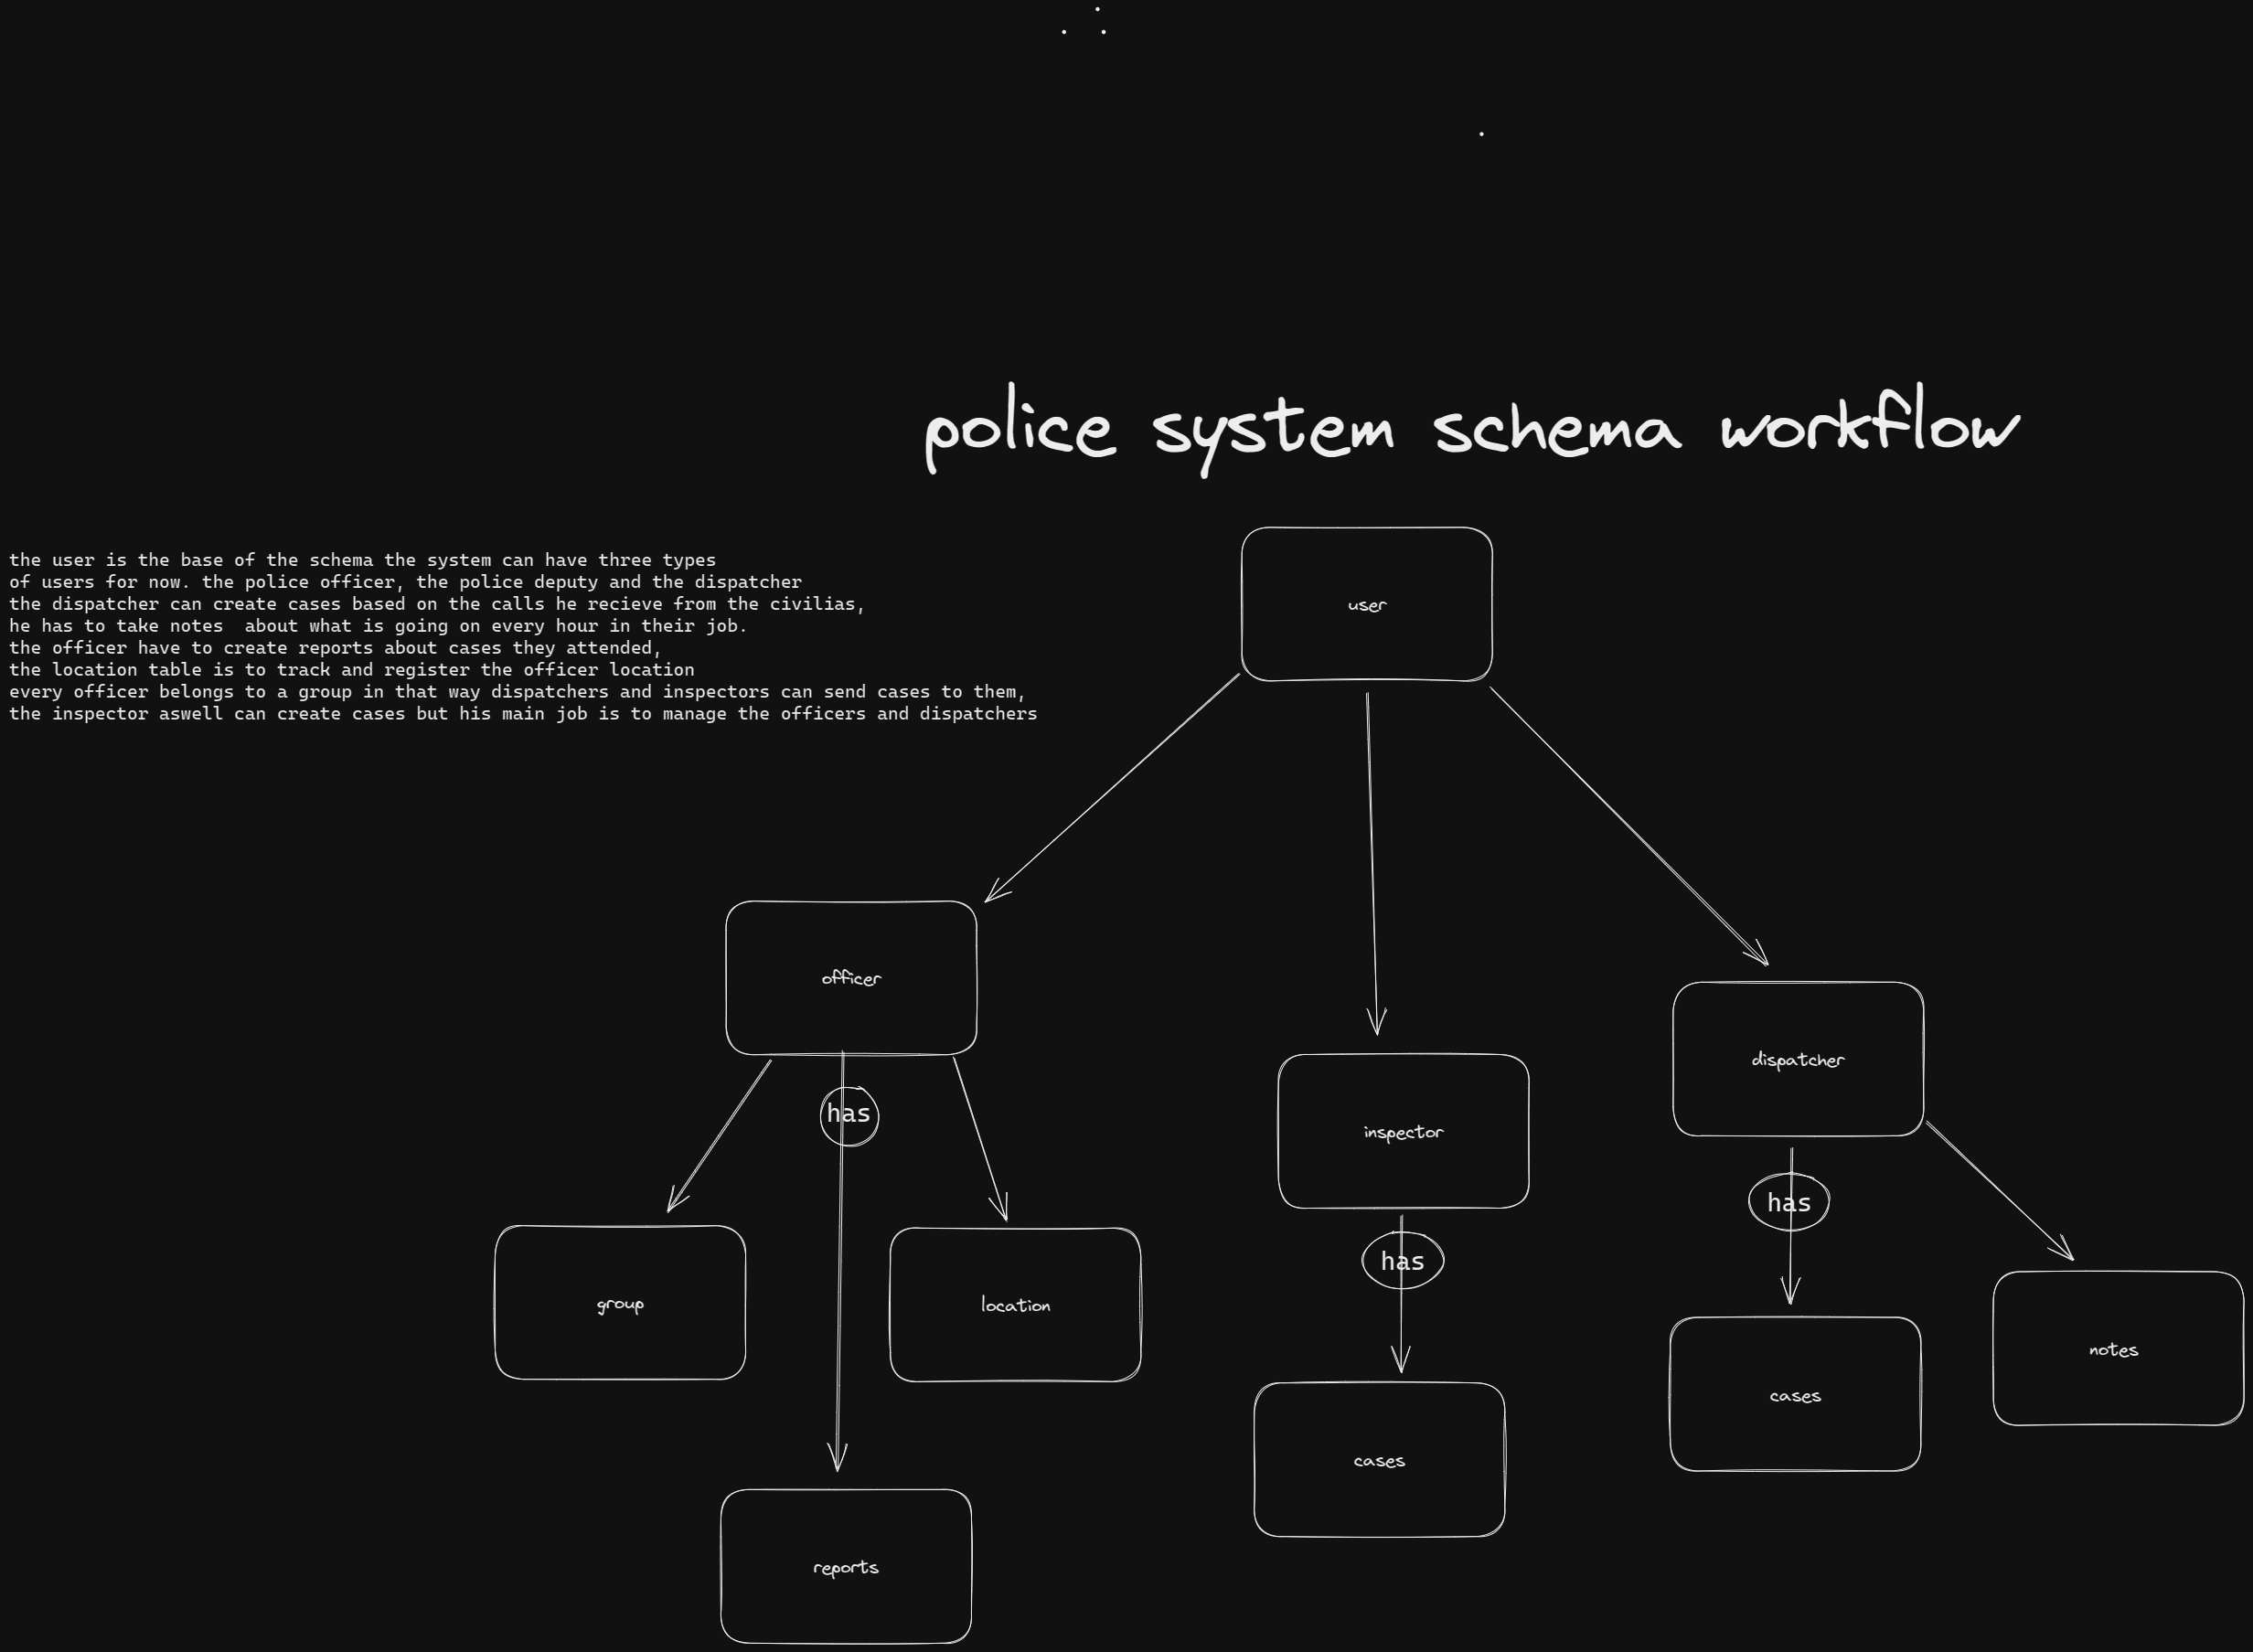 police system schema workflow
the user is the base of the schema the system can have three types
of users for now. the police officer, the police deputy and the dispatcher
the dispatcher can create cases based on the calls he recieve from the civilias,
he has to take notes  about what is going on every hour in their job.
the officer have to create reports about cases they attended,
the location table is to track and register the officer location
every officer belongs to a group in that way dispatchers and inspectors can send cases to them,
the inspector aswell can create cases but his main job is to manage the officers and dispatchers
user
officer
dispatcher
inspector
has
has
has
group
location
notes
cases
cases
reports